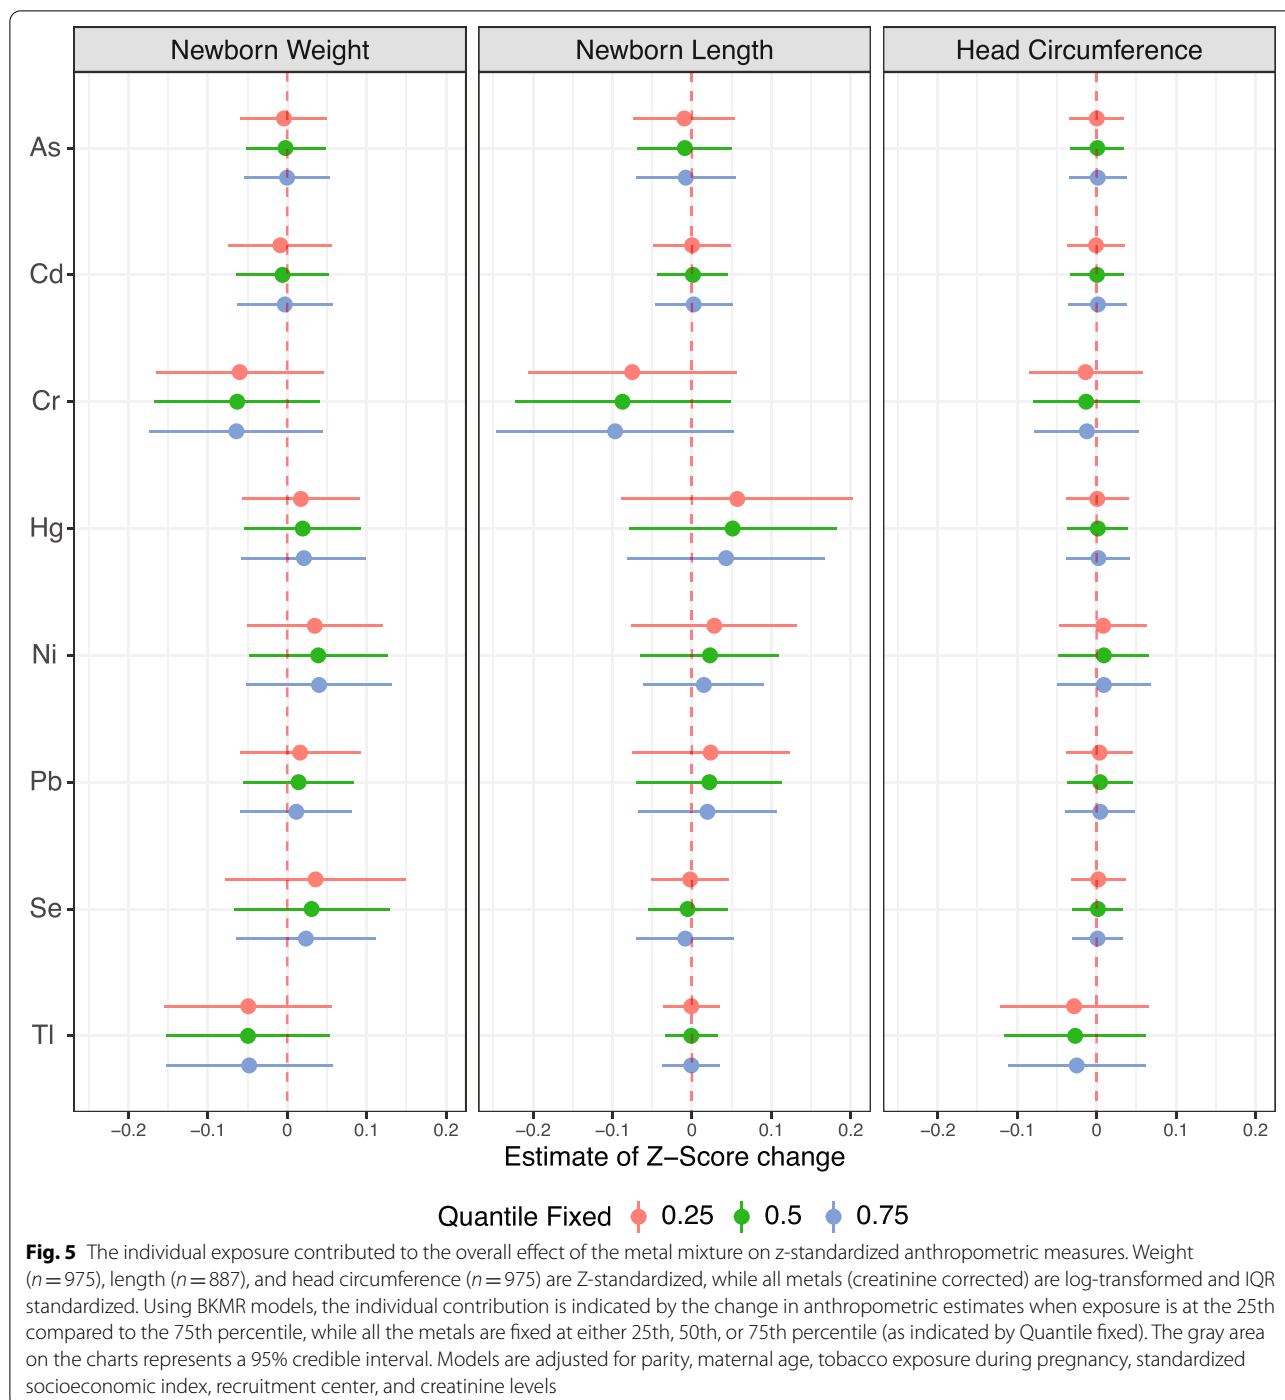 Newborn Weight
Newborn Length
Head Circumference
As
Cd
Cr
Hg
Ni
Pb
Se
Tl
−0.2 −0.1 0 0.1 0.2
−0.2 −0.1 0 0.1 0.2
−0.2 −0.1 0 0.1 0.2
Estimate of Z−Score change
Quantile Fixed 0.25 0.5 0.75
Fig. 5 The individual exposure contributed to the overall effect of the metal mixture on z-standardized anthropometric measures. Weight
(n = 975), length (n = 887), and head circumference (n = 975) are Z-standardized, while all metals (creatinine corrected) are log-transformed and IQR
standardized. Using BKMR models, the individual contribution is indicated by the change in anthropometric estimates when exposure is at the 25th
compared to the 75th percentile, while all the metals are fixed at either 25th, 50th, or 75th percentile (as indicated by Quantile fixed). The gray area
on the charts represents a 95% credible interval. Models are adjusted for parity, maternal age, tobacco exposure during pregnancy, standardized
socioeconomic index, recruitment center, and creatinine levels